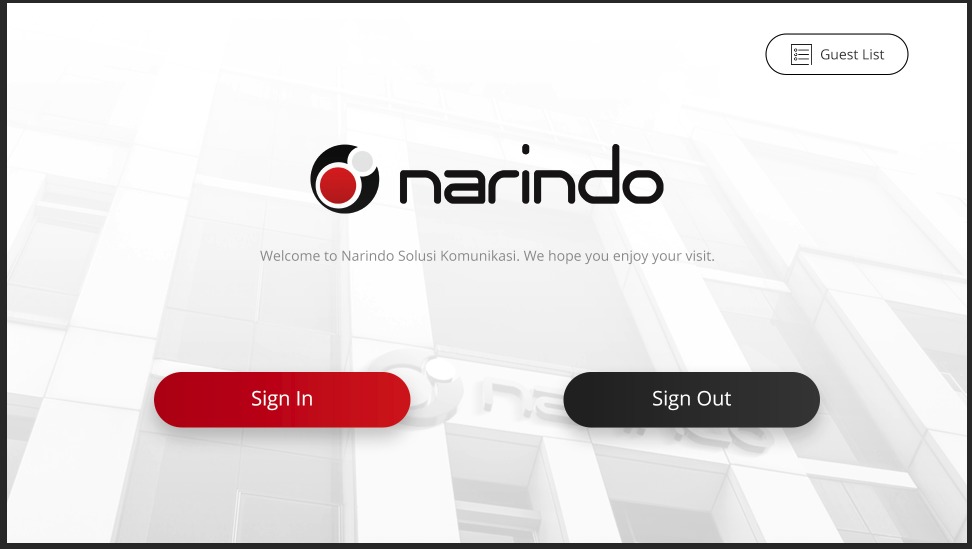 Guest List
narindo
Welcome to Narindo Solusi Komunikasi. We hope you enjoy your visit.
Sign In
Sign Out